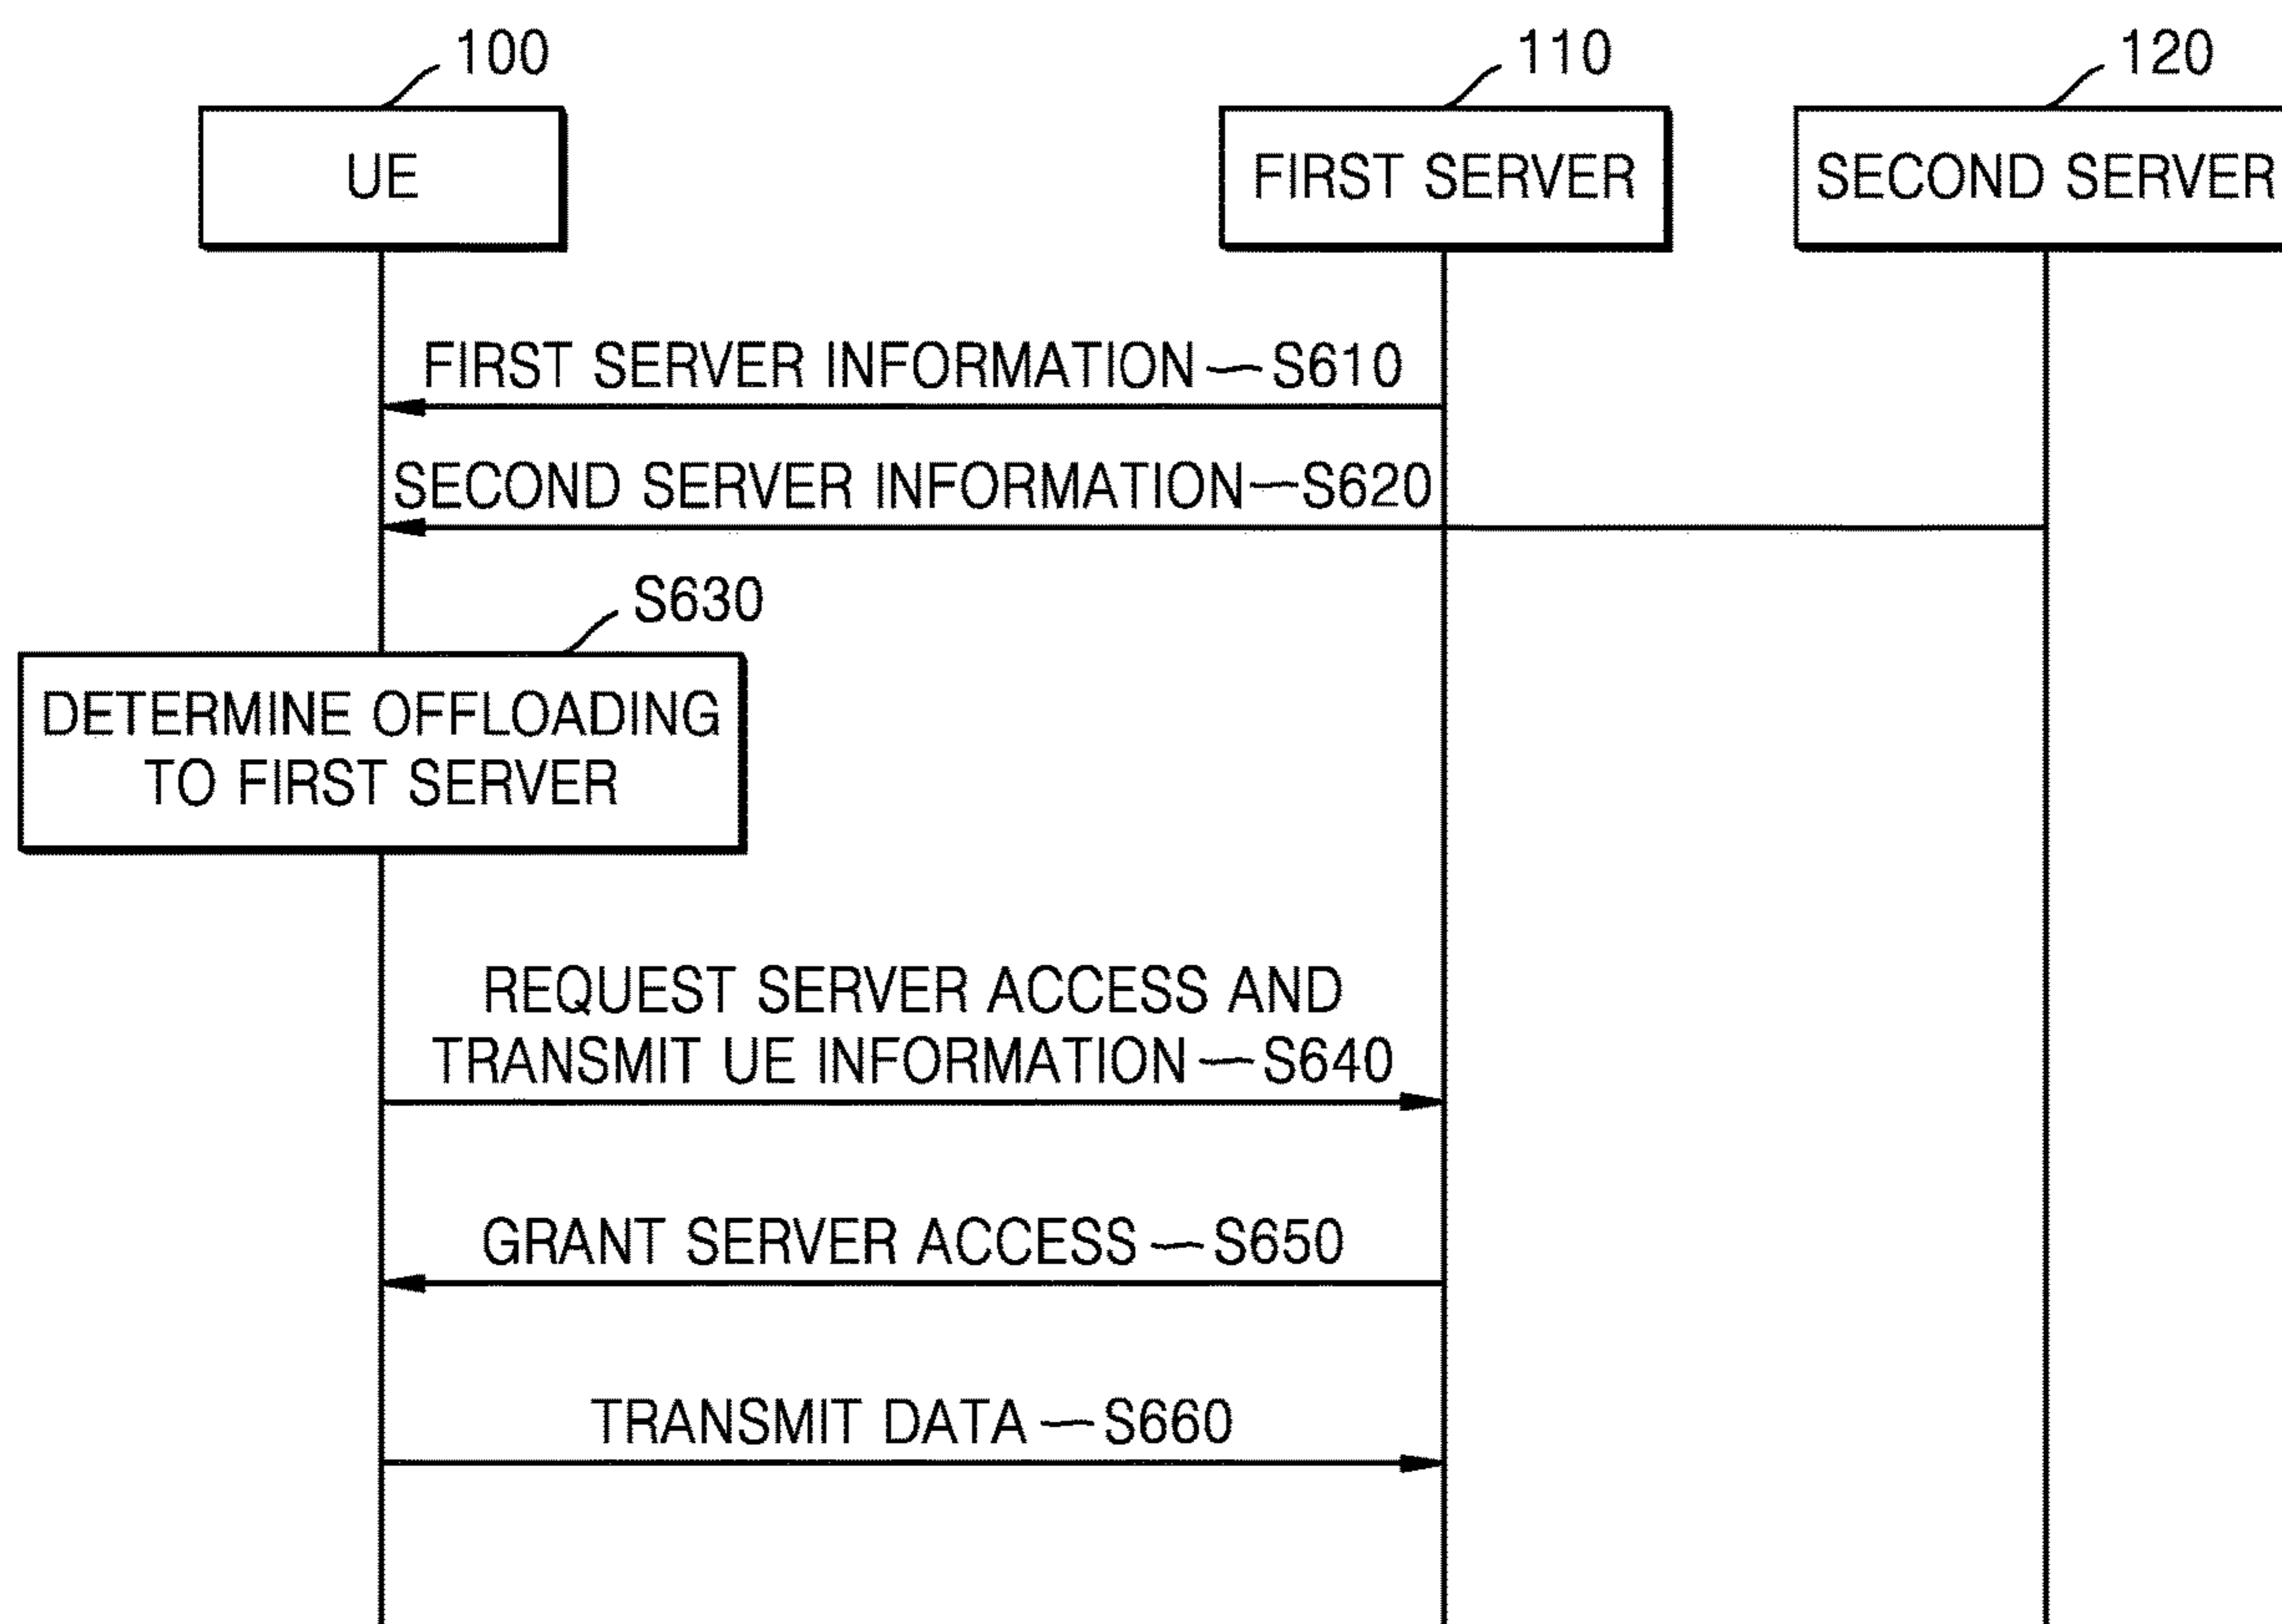 100
110
120
UE
FIRST SERVER
SECOND SERVER
FIRST SERVER INFORMATION S610
SECOND SERVER INFORMATION S620
S630
DETERMINE OFFLOADING
TO FIRST SERVER
REQUEST SERVER ACCESS AND
TRANSMIT UE INFORMATION S640
GRANT SERVER ACCESS S650
TRANSMIT DATA S660